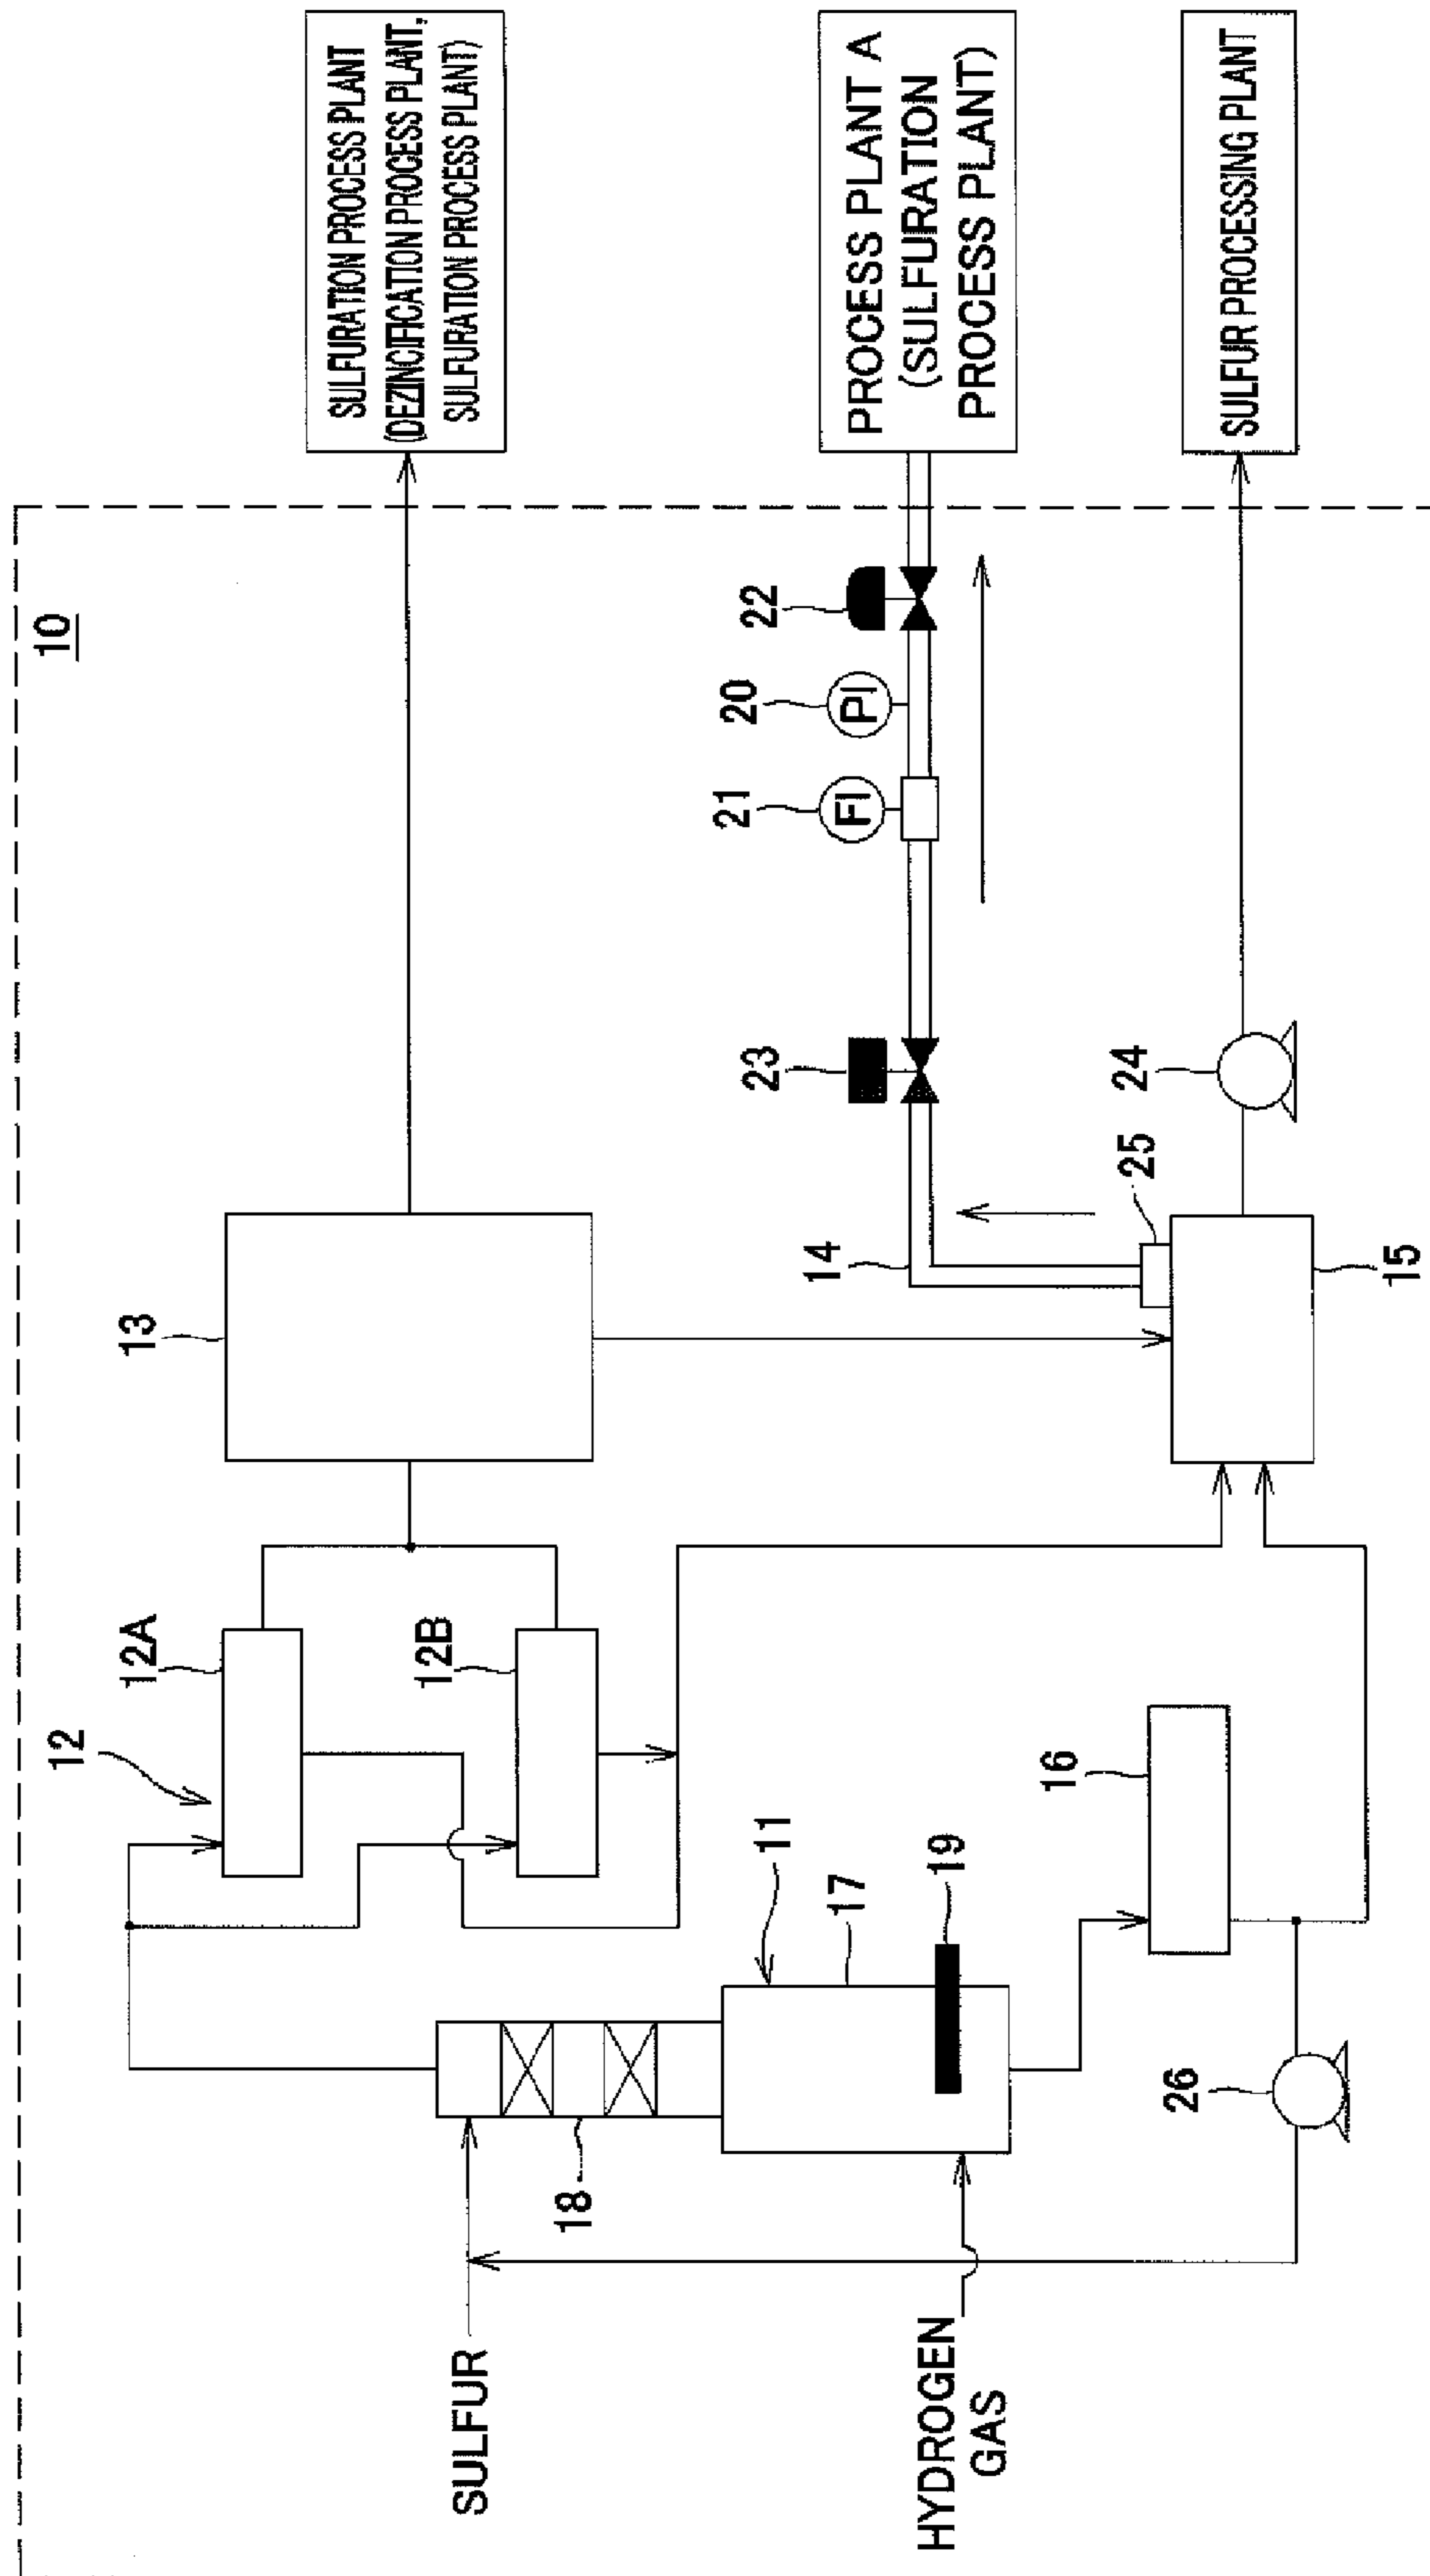 10
SULFURATION PROCESS PLANT
(DEZINCIFICATION PROCESS PLANT,
SULFURATION PROCESS PLANT)
13
12A
12
12B
PROCESS PLANT A
(SULFURATION
PROCESS PLANT)
22
20
PI
21
FI
23
14
25
24
15
SULFUR PROCESSING PLANT
11
17
19
16
18
26
SULFUR
HYDROGEN
GAS